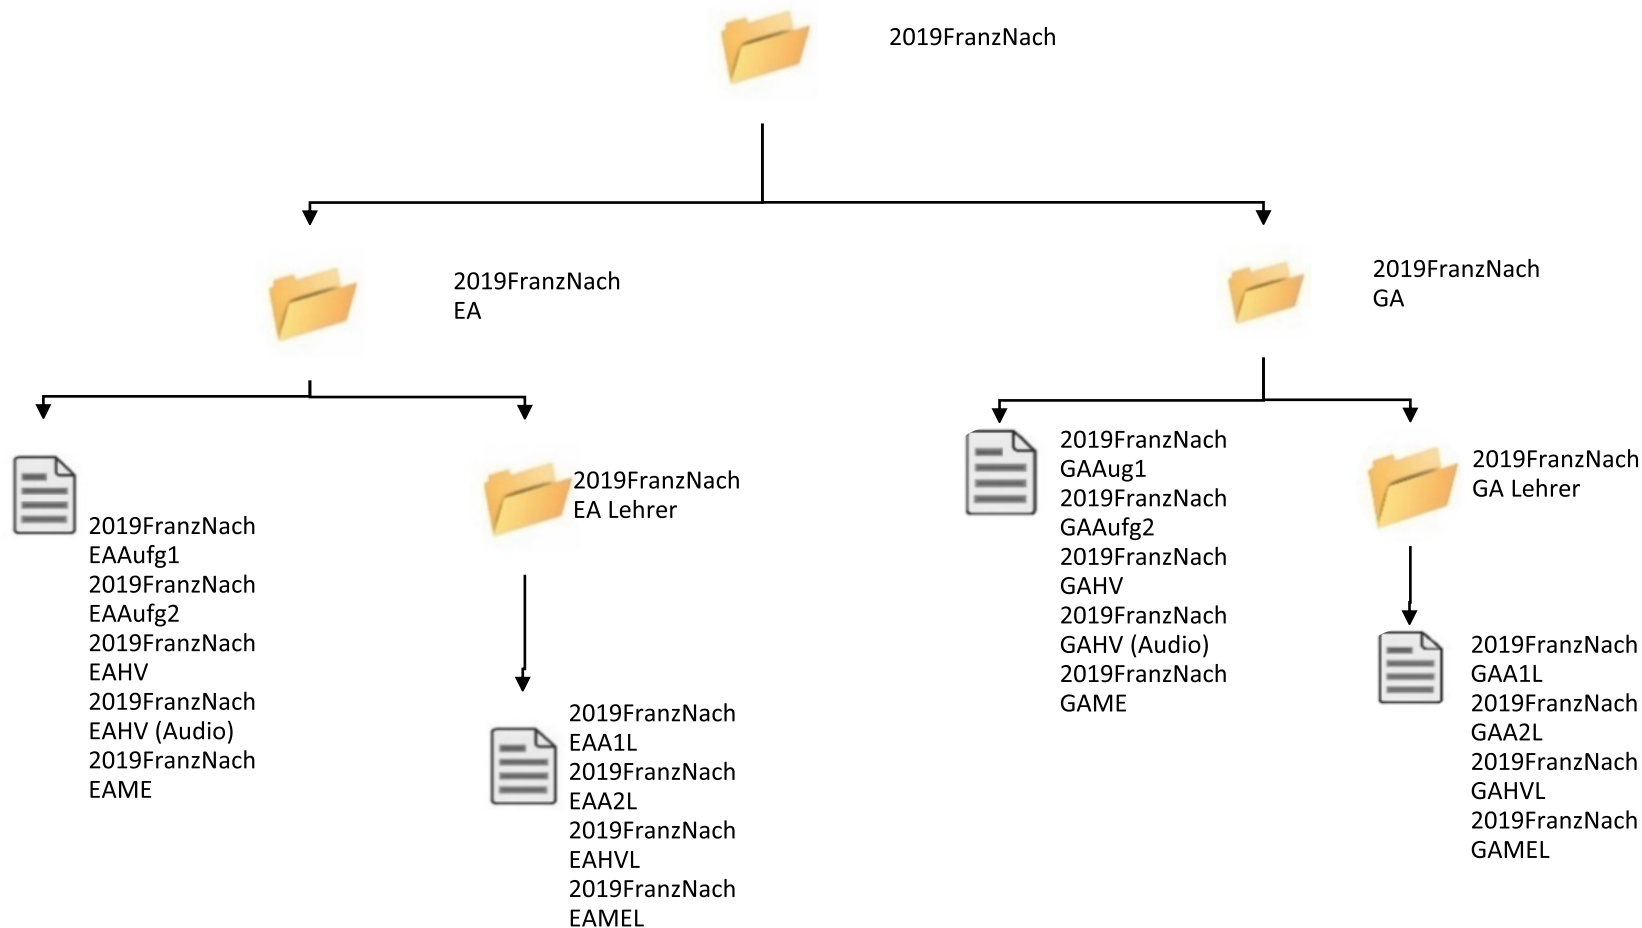 2019FranzNach
2019FranzNach
EA
2019FranzNach
GA
2019FranzNach
EAAufg1
2019FranzNach
EAAufg2
2019FranzNach
EAHV
2019FranzNach
EAHV (Audio)
2019FranzNach
EAME
2019FranzNach
EA Lehrer
2019FranzNach
EAA1L
2019FranzNach
EAA2L
2019FranzNach
EAHVL
2019FranzNach
EAMEL
2019FranzNach
GAAug1
2019FranzNach
GAAufg2
2019FranzNach
GAHV
2019FranzNach
GAHV (Audio)
2019FranzNach
GAME
2019FranzNach
GA Lehrer
2019FranzNach
GAA1L
2019FranzNach
GAA2L
2019FranzNach
GAHVL
2019FranzNach
GAMEL